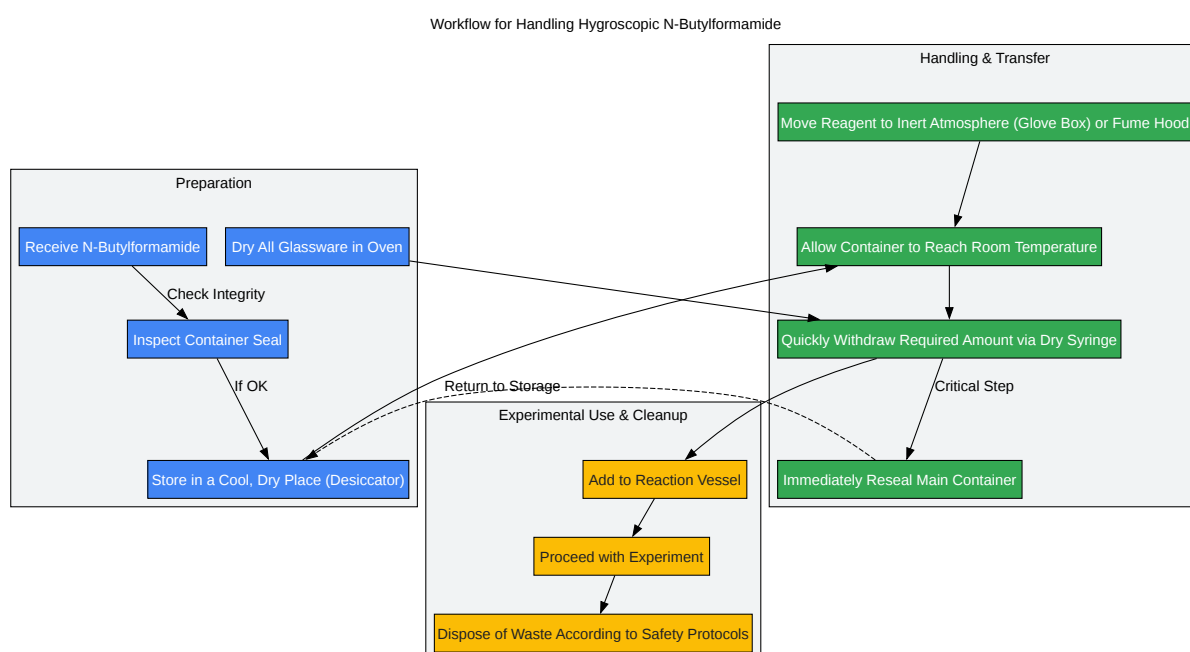 Workflow for Handling Hygroscopic N-Butylformamide
Handling & Transfer
Move Reagent to Inert Atmosphere (Glove Box) or Fume Hood
Preparation
Receive N-Butylformamide
Dry All Glassware in Oven
Allow Container to Reach Room Temperature
Check Integrity
Inspect Container Seal
Quickly Withdraw Required Amount via Dry Syringe
If OK
Return to Storage
Critical Step
Experimental Use & Cleanup
Store in a Cool, Dry Place (Desiccator)
Add to Reaction Vessel
Immediately Reseal Main Container
Proceed with Experiment
Dispose of Waste According to Safety Protocols